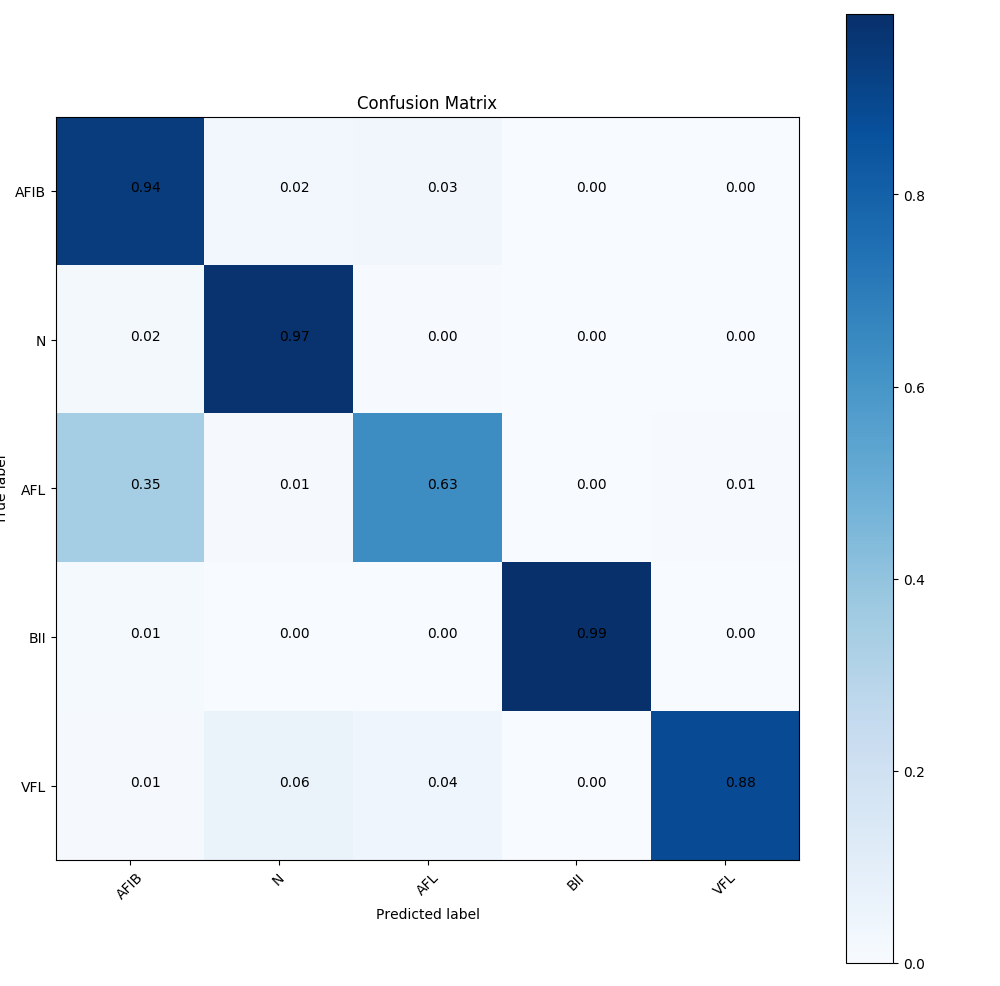 Confusion Matrix
AFIB 0.94 0.02 0.03 0.00 0.00
N 0.02 0.97 0.00 0.00 0.00
AFL 0.35 0.01 0.63 0.00 0.01
BII 0.01 0.00 0.00 0.99 0.00
VFL 0.01 0.06 0.04 0.00 0.88
AFIB N AFL BII VFL
Predicted label
True label
0.8
0.6
0.4
0.2
0.0